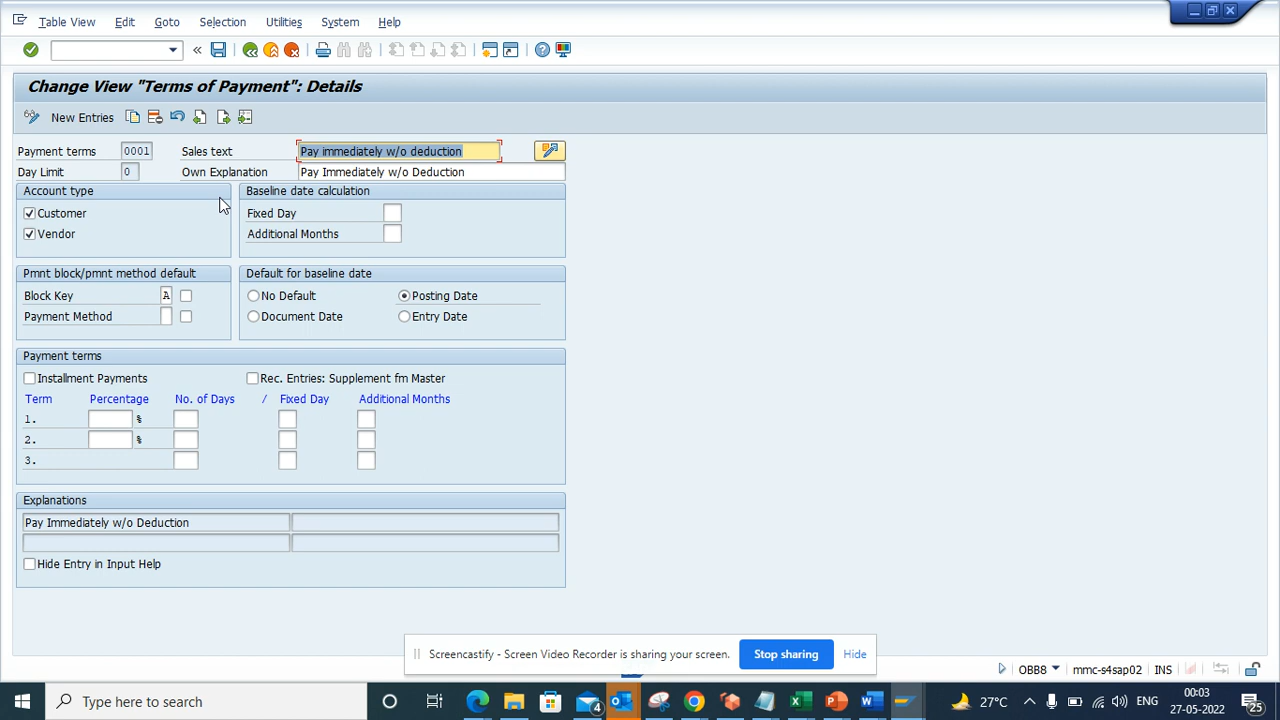 Table View Edit Goto Selection Utilities System Help
Change View "Terms of Payment": Details
New Entries
Payment terms 0001 Sales text Pay immediately w/o deduction
Day Limit 0 Own Explanation Pay Immediately w/o Deduction
Account type Baseline date calculation
Customer Fixed Day
Vendor Additional Months
Pmnt block/pmnt method default Default for baseline date
Block Key A No Default Posting Date
Payment Method Document Date Entry Date
Payment terms
Installment Payments Rec. Entries: Supplement fm Master
Term Percentage No. of Days / Fixed Day Additional Months
1. %
2. %
3.
Explanations
Pay Immediately w/o Deduction
Hide Entry in Input Help
Screencastify - Screen Video Recorder is sharing your screen. Stop sharing Hide
OBB8 mmc-s4sap02 INS
Type here to search 4 27°C ENG 00:03 27-05-2022 25